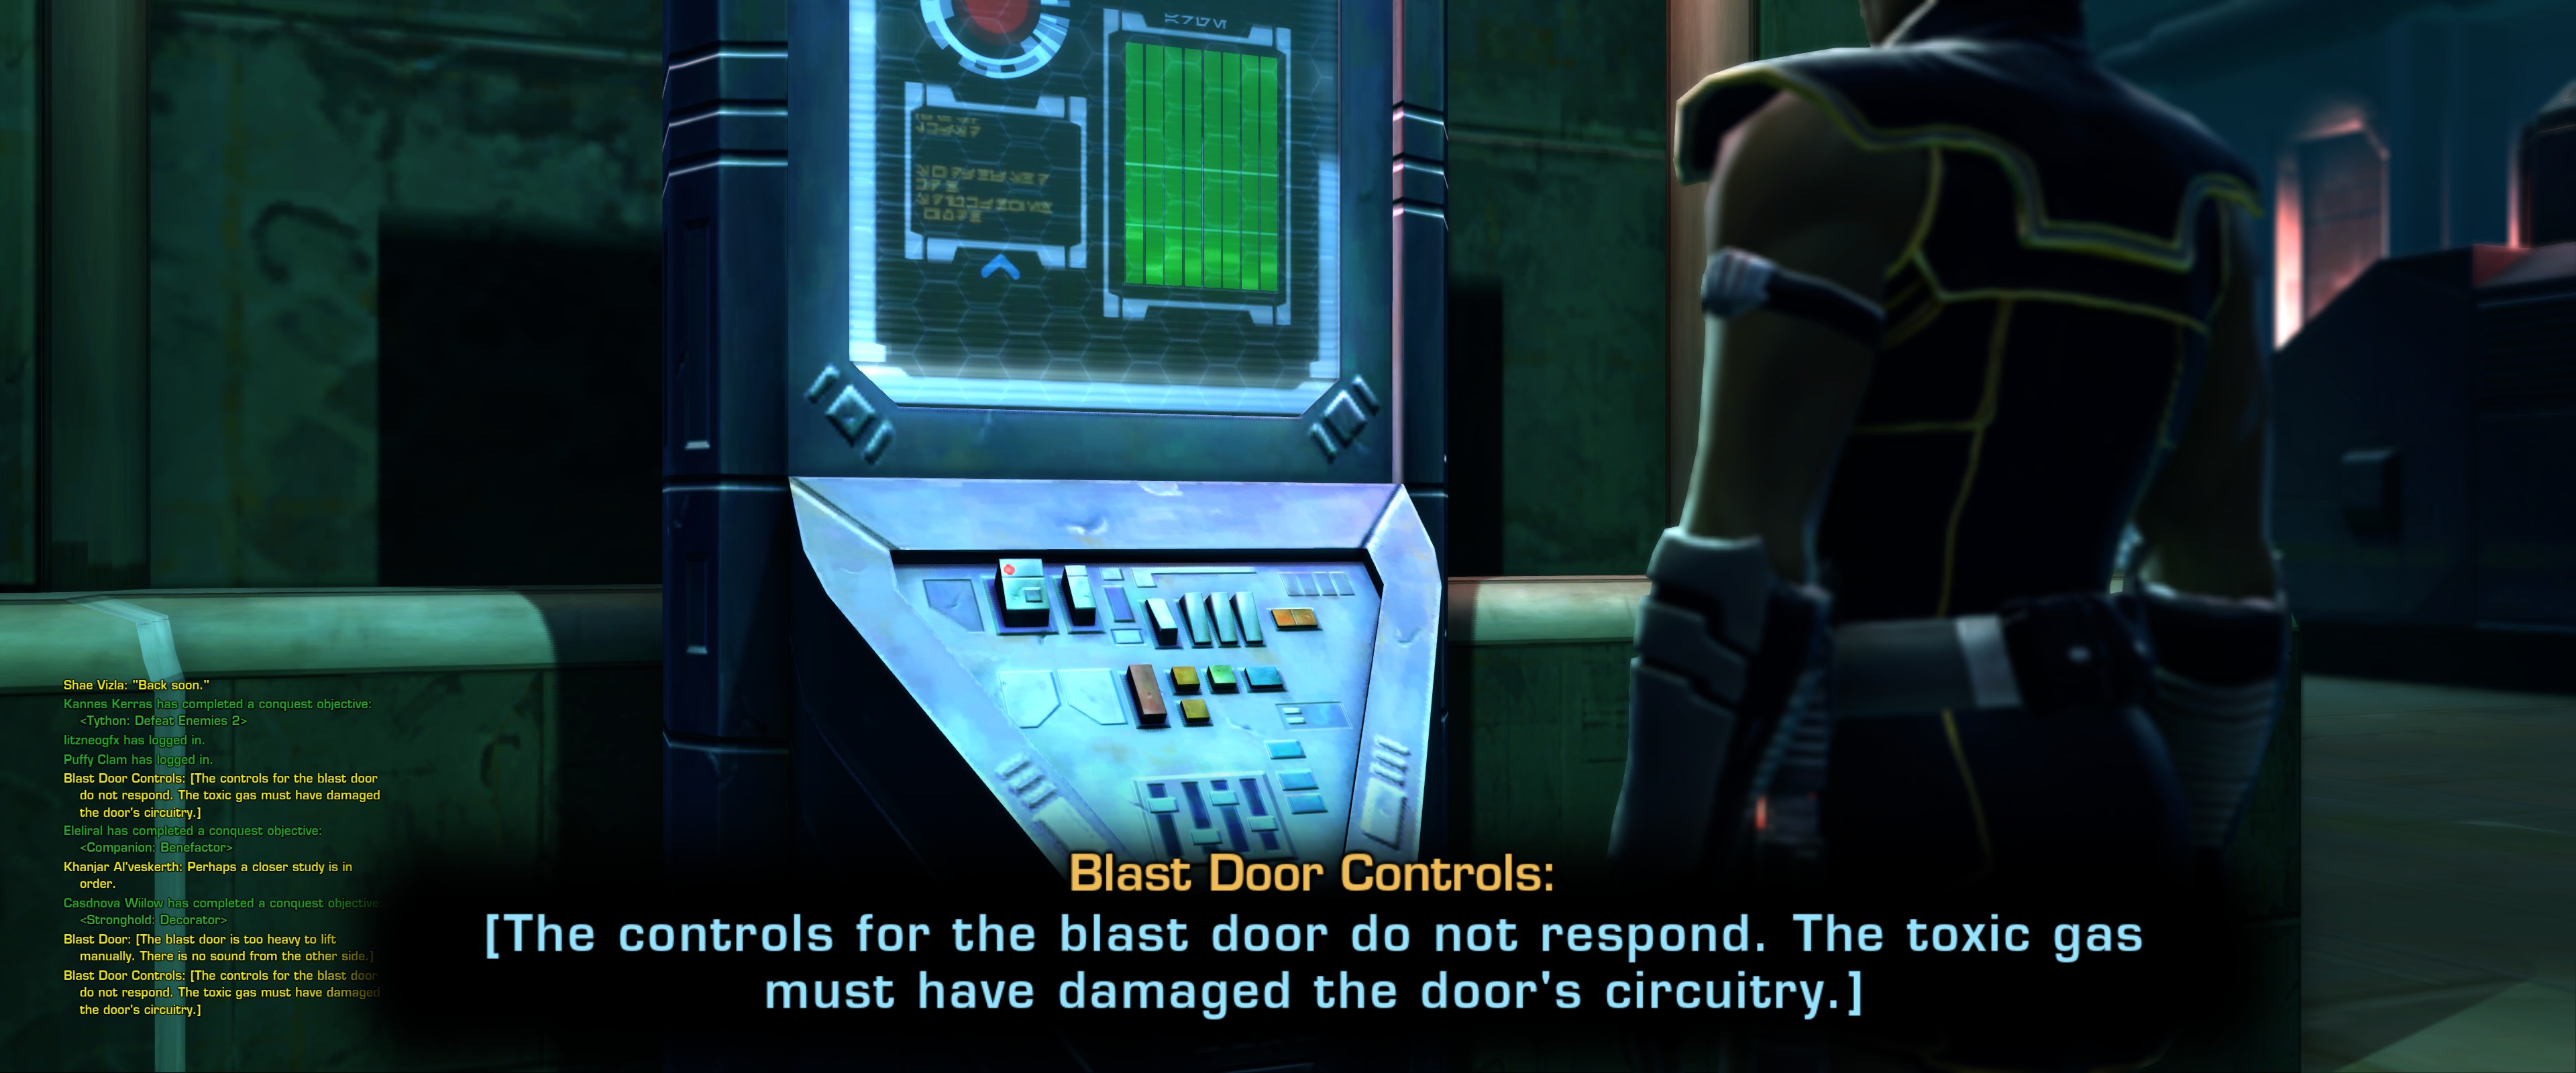 Shae Vizla: "Back soon."
Kannes Kerras has completed a conquest objective:
<Tython: Defeat Enemies 2>
Iitzneogfx has logged in.
Puffy Clam has logged in.
Blast Door Controls: [The controls for the blast door
do not respond. The toxic gas must have damaged
the door's circuitry.]
Eleliral has completed a conquest objective:
<Companion: Benefactor>
Khanjar Al'veskerth: Perhaps a closer study is in
order.
Casdnova Wiilow has completed a conquest objective:
<Stronghold: Decorator>
Blast Door: [The blast door is too heavy to lift
manually. There is no sound from the other side.]
Blast Door Controls: [The controls for the blast door
do not respond. The toxic gas must have damaged
the door's circuitry.]
Blast Door Controls:
[The controls for the blast door do not respond. The toxic gas
must have damaged the door's circuitry.]